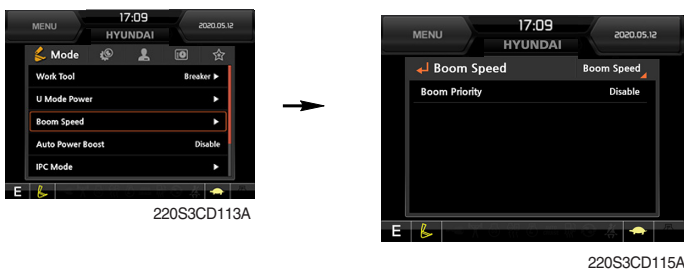 MENU
17:09
HYUNDAI
2020.05.12
Mode
Work Tool Breaker ▶
U Mode Power ▶
Boom Speed ▶
Auto Power Boost Disable
IPC Mode ▶
E
220S3CD113A
MENU
17:09
HYUNDAI
2020.05.12
Boom Speed Boom Speed
Boom Priority Disable
E
220S3CD115A